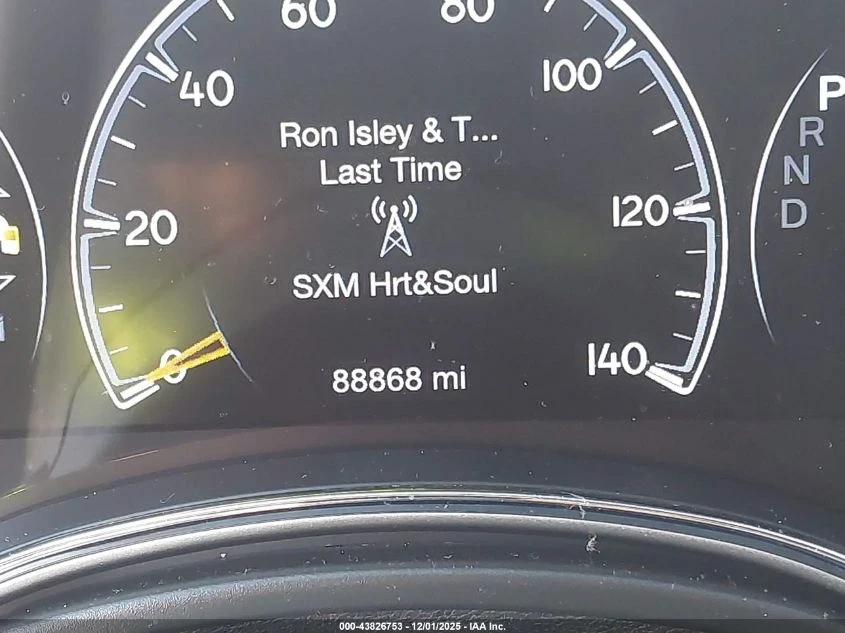 60
80
40
100
Ron Isley & T...
Last Time
20
120
SXM Hrt&Soul
0
140
88868 mi
P
R
N
D
000-43826753 - 12/01/2025 - IAA Inc.